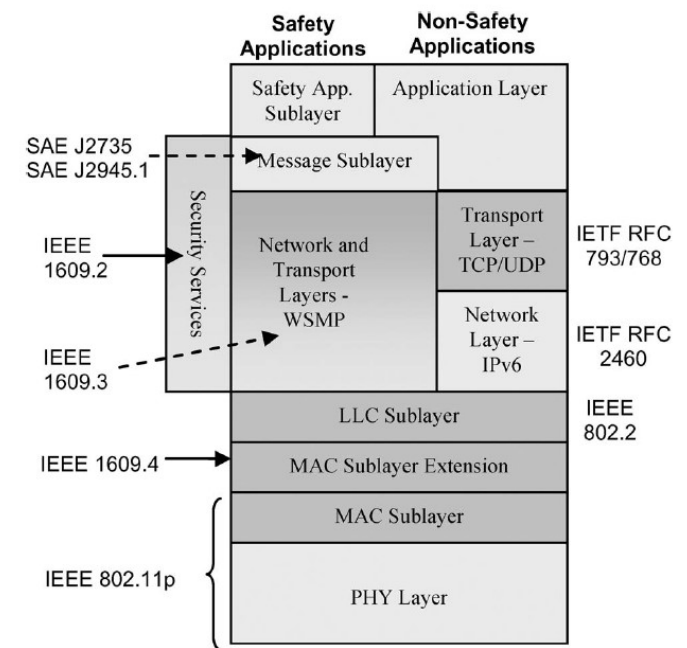 Safety
Applications
Non-Safety
Applications
Safety App.
Sublayer
Application Layer
SAE J2735
SAE J2945.1
Message Sublayer
Security Services
IEEE
1609.2
Network and
Transport
Layers -
WSMP
Transport
Layer –
TCP/UDP
IETF RFC
793/768
IEEE
1609.3
Network
Layer –
IPv6
IETF RFC
2460
LLC Sublayer
IEEE
802.2
IEEE 1609.4
MAC Sublayer Extension
MAC Sublayer
IEEE 802.11p
PHY Layer